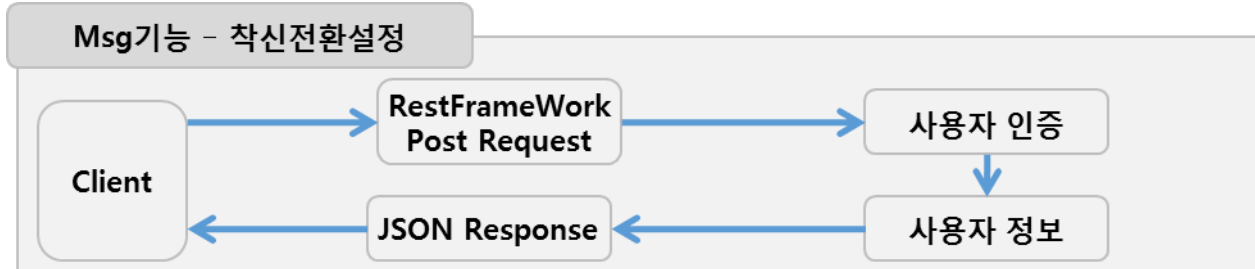 Msg기능 – 착신전환설정
RestFrameWork
Post Request
사용자 인증
Client
JSON Response
사용자 정보